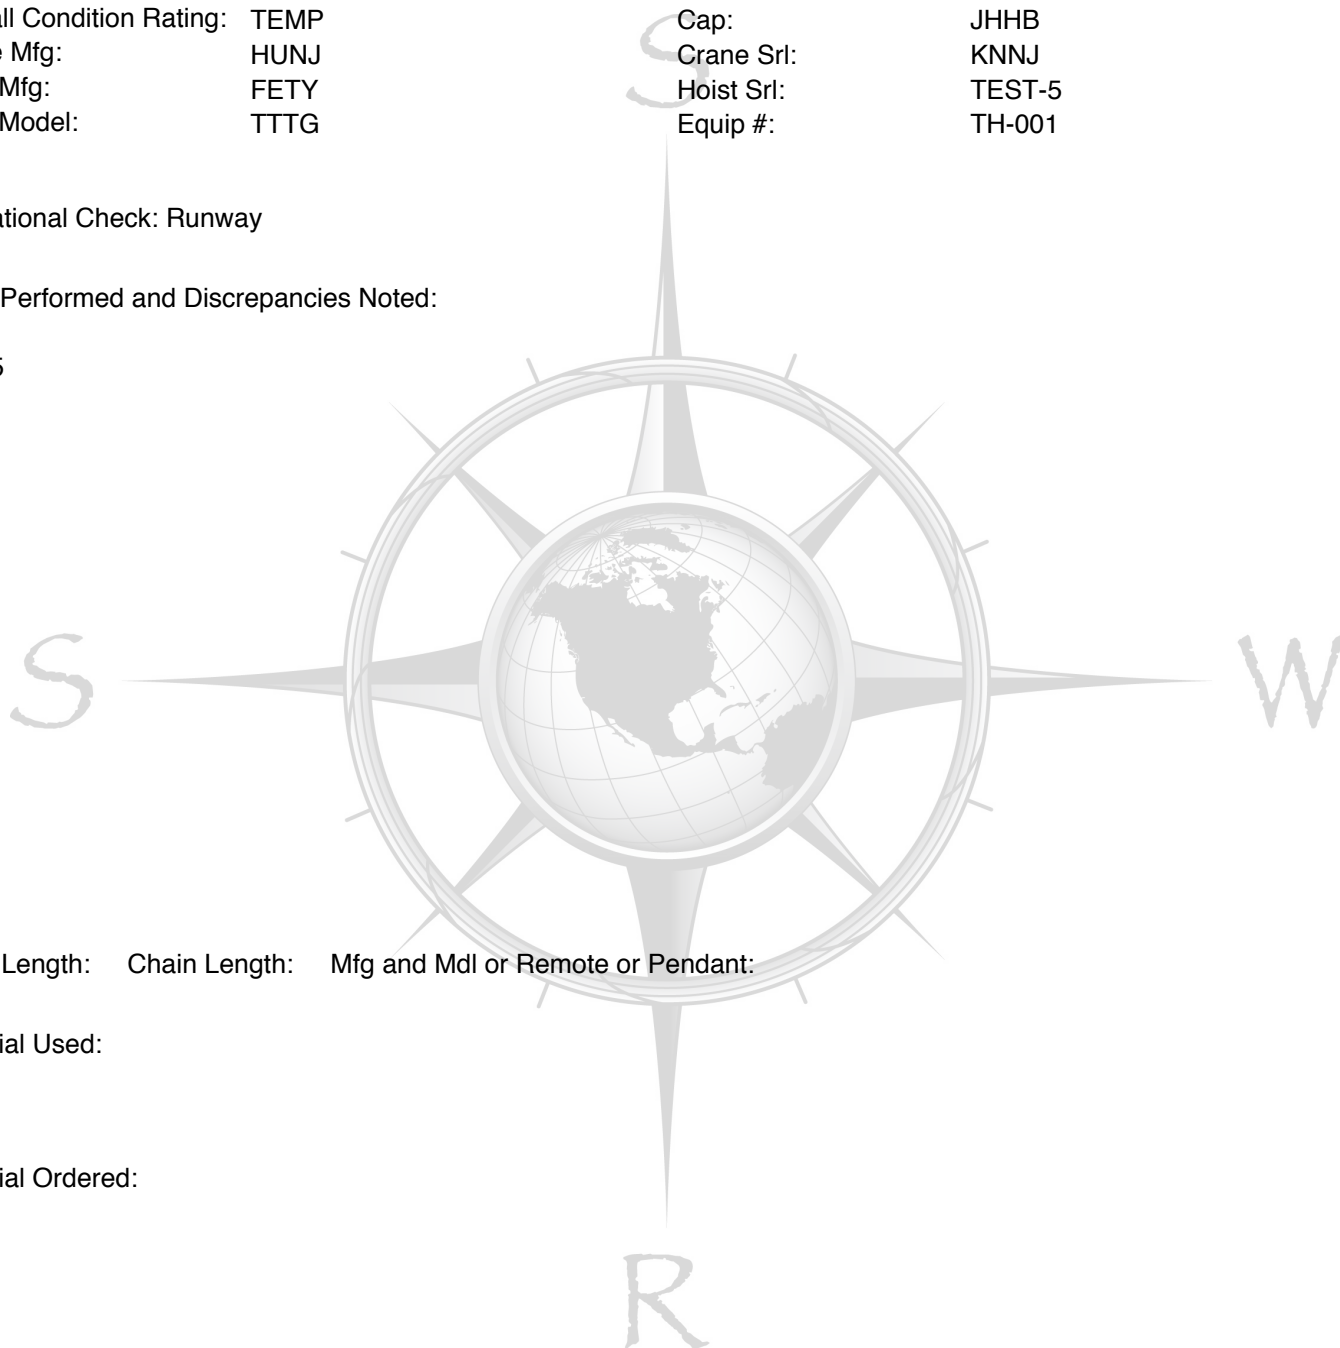 S
all Condition Rating: TEMP Cap: JHHB
e Mfg: HUNJ Crane Srl: KNNJ
Mfg: FETY Hoist Srl: TEST-5
Model: TTTG Equip #: TH-001
ational Check: Runway
Performed and Discrepancies Noted:
5
S W
Length: Chain Length: Mfg and Mdl or Remote or Pendant:
ial Used:
ial Ordered:
R